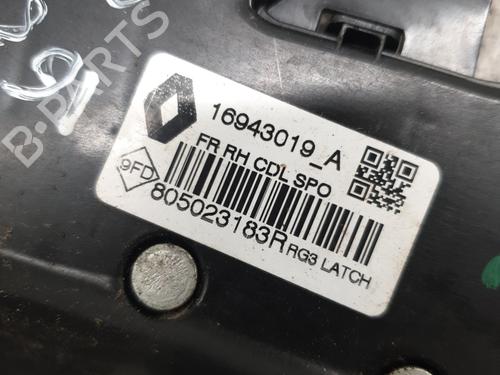 B-PARTS
16943019_A
FR RH CDL SPO
9FD
805023183R RG3 LATCH